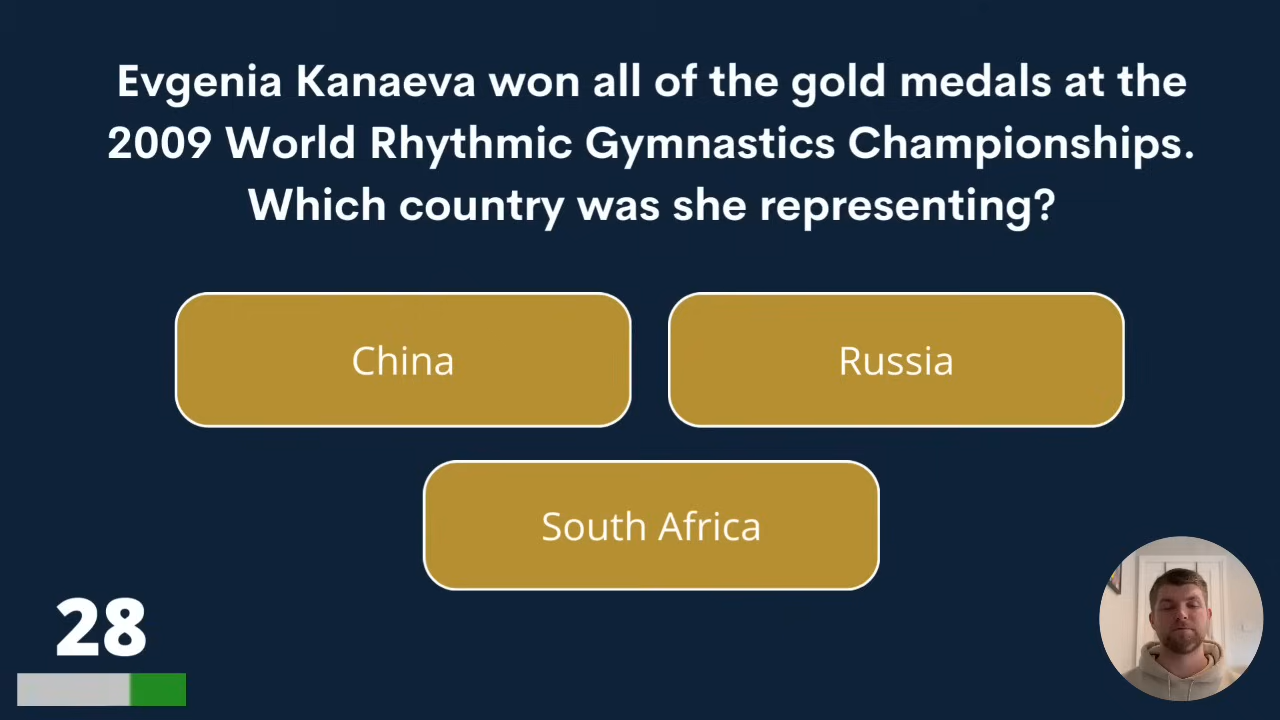 Evgenia Kanaeva won all of the gold medals at the
2009 World Rhythmic Gymnastics Championships.
Which country was she representing?
China
Russia
South Africa
28